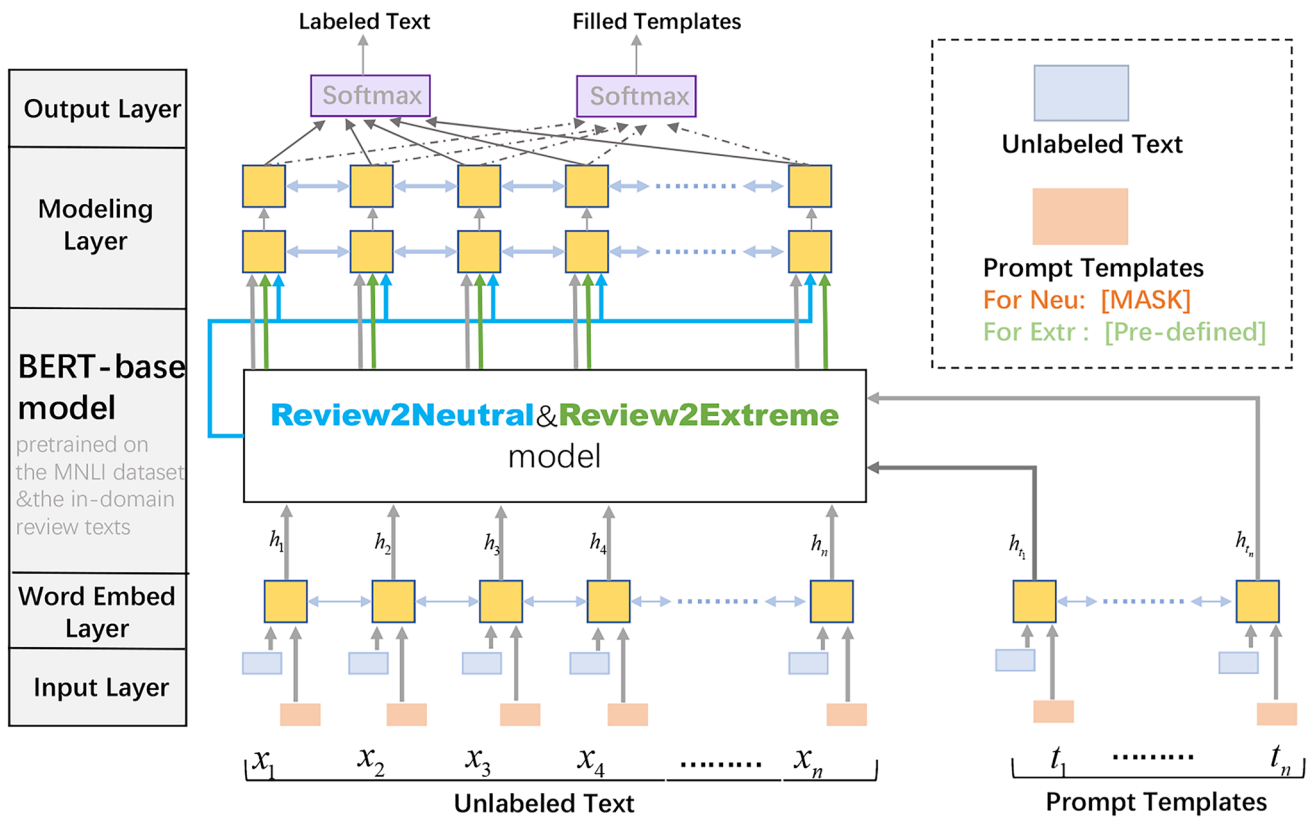 Labeled Text
Filled Templates
Output Layer
Softmax
Softmax
Unlabeled Text
Modeling
Layer
Prompt Templates
For Neu: [MASK]
For Extr : [Pre-defined]
BERT-base
model
pretrained on
the MNLI dataset
&the in-domain
review texts
Review2Neutral&Review2Extreme
model
h1
h2
h3
h4
hn
ht1
htn
Word Embed
Layer
Input Layer
x1 x2 x3 x4 ......... xn
t1 ......... tn
Unlabeled Text
Prompt Templates